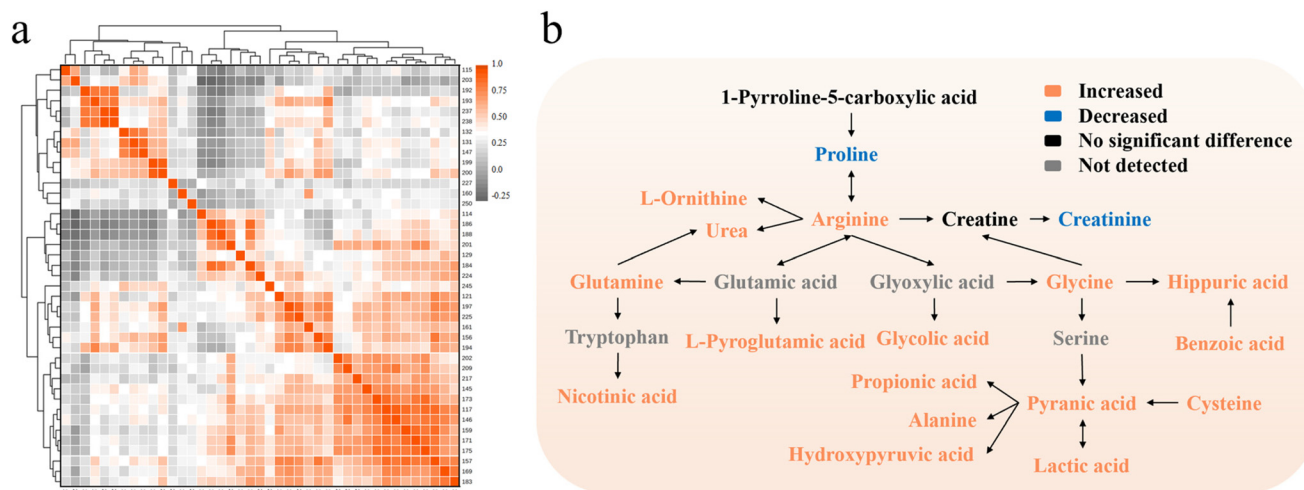 a
1.0
0.75
0.50
0.25
0.0
-0.25
115
203
192
193
237
238
132
131
147
199
200
227
160
250
114
186
188
201
129
184
224
245
121
197
225
161
156
194
202
209
217
145
173
117
146
159
171
175
157
169
183
b
Increased
Decreased
No significant difference
Not detected
1-Pyrroline-5-carboxylic acid
Proline
L-Ornithine
Arginine
Creatine
Creatinine
Urea
Glutamine
Glutamic acid
Glyoxylic acid
Glycine
Hippuric acid
Tryptophan
L-Pyroglutamic acid
Glycolic acid
Serine
Benzoic acid
Nicotinic acid
Propionic acid
Pyranic acid
Cysteine
Alanine
Hydroxypyruvic acid
Lactic acid